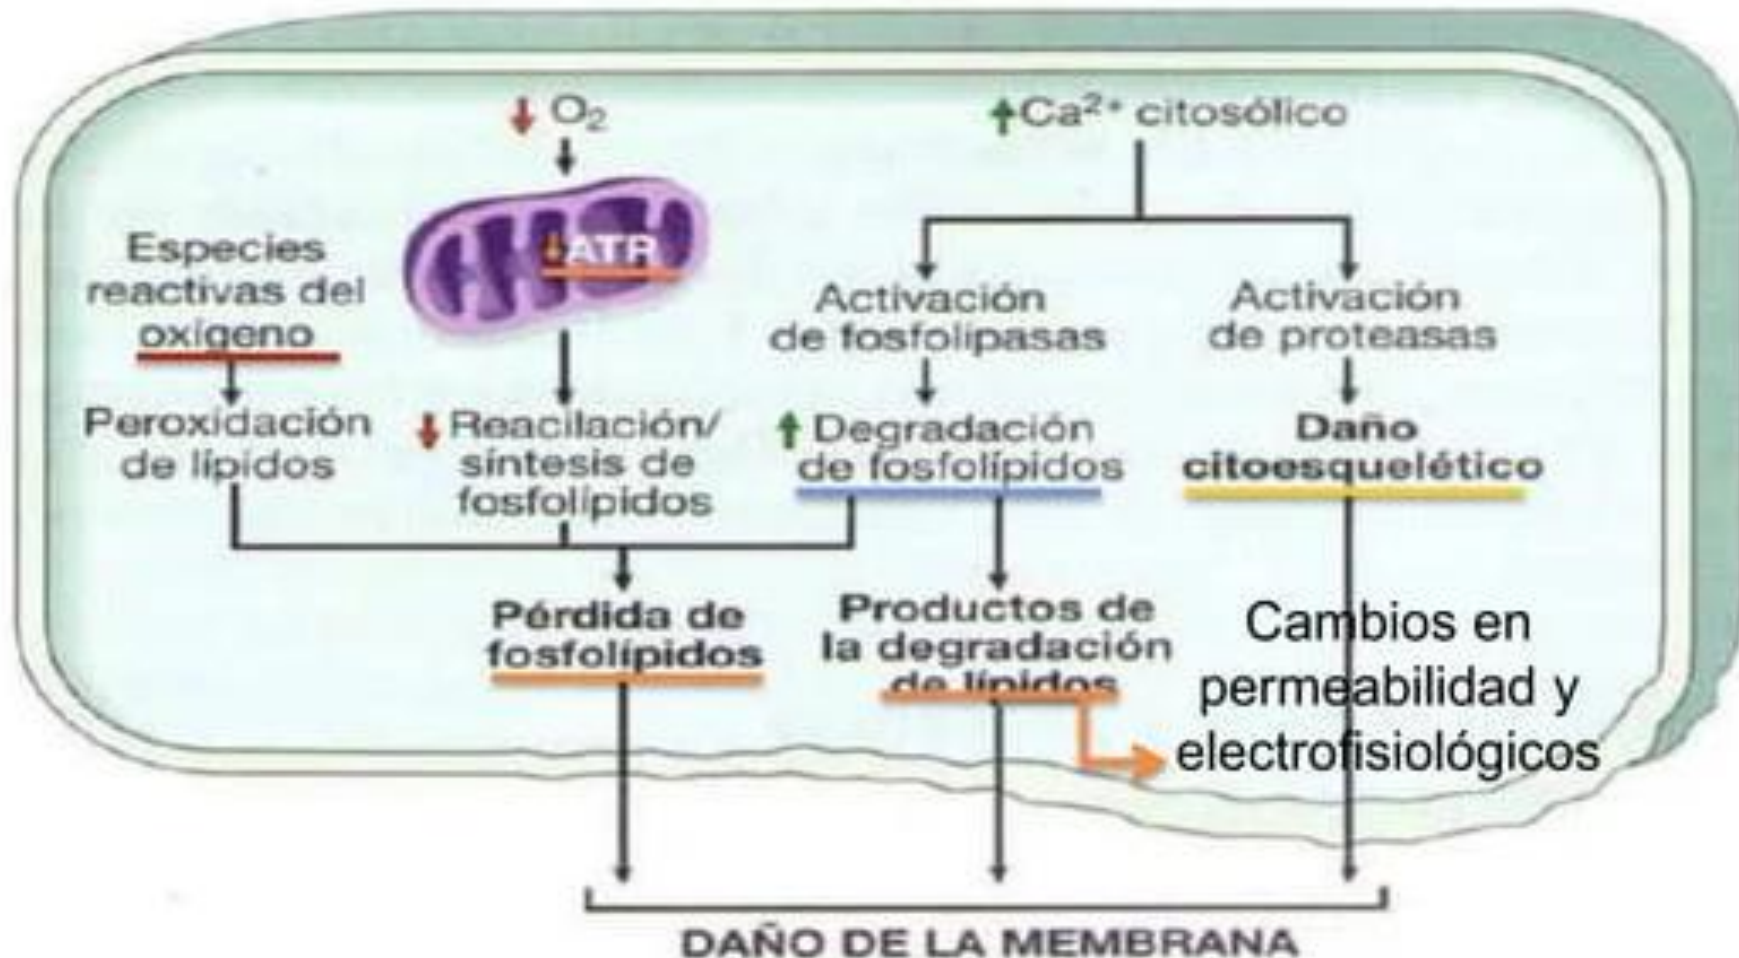 ↓ O₂
↑Ca²⁺ citosólico
Especies
reactivas del
oxígeno
↓ATP
Activación
de fosfolipasas
Activación
de proteasas
Peroxidación
de lípidos
↓ Reacilación/
síntesis de
fosfolípidos
↑ Degradación
de fosfolípidos
Daño
citoesquelético
Pérdida de
fosfolípidos
Productos de
la degradación
de lípidos
Cambios en
permeabilidad y
electrofisiológicos
DAÑO DE LA MEMBRANA